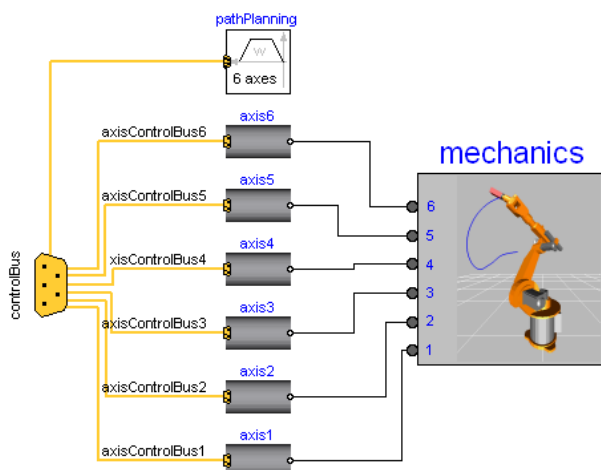 pathPlanning
w
6 axes
axis6
axisControlBus6
mechanics
axis5
axisControlBus5
6
5
axis4
xisControlBus4
4
controlBus
axis3
3
axisControlBus3
2
axis2
1
axisControlBus2
axis1
axisControlBus1